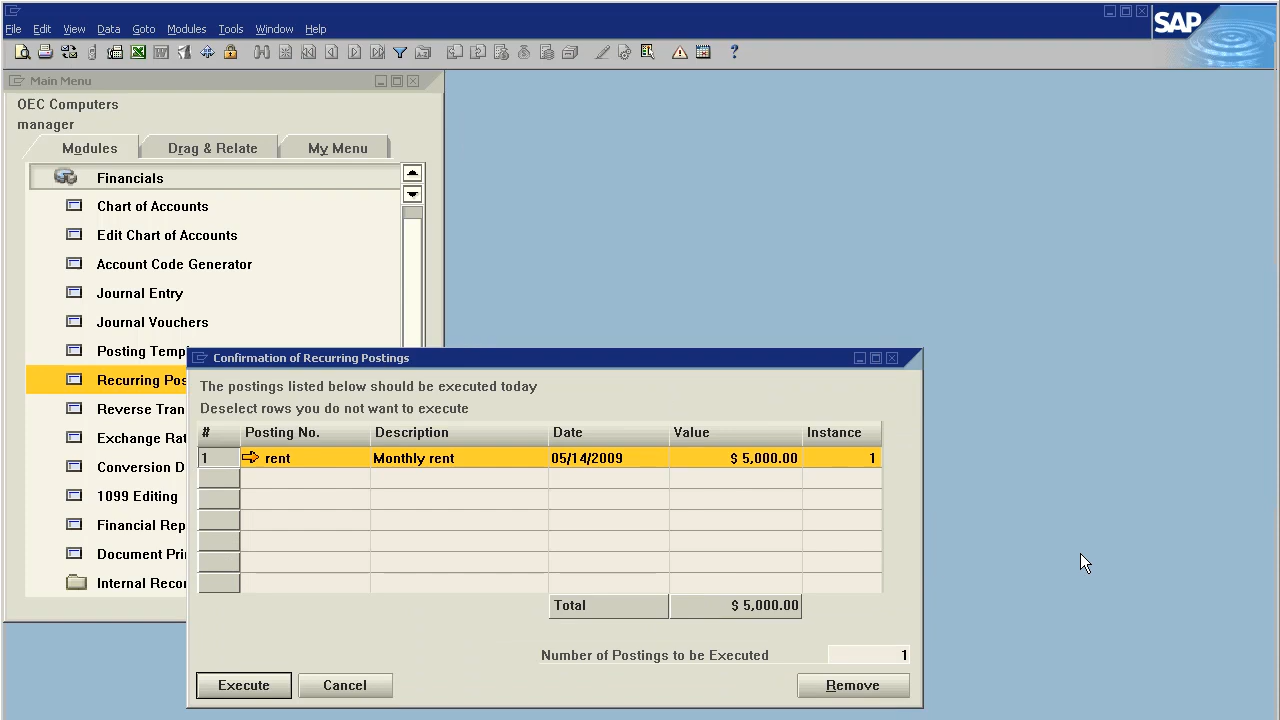 SAP
File Edit View Data Goto Modules Tools Window Help
Main Menu
OEC Computers
manager
Modules Drag & Relate My Menu
Financials
Chart of Accounts
Edit Chart of Accounts
Account Code Generator
Journal Entry
Journal Vouchers
Posting Temp
Recurring Pos
Reverse Tran
Exchange Rat
Conversion D
1099 Editing
Financial Rep
Document Pri
Internal Recor
Confirmation of Recurring Postings
The postings listed below should be executed today
Deselect rows you do not want to execute
# Posting No. Description Date Value Instance
1 rent Monthly rent 05/14/2009 $ 5,000.00 1
Total $ 5,000.00
Number of Postings to be Executed 1
Execute Cancel Remove